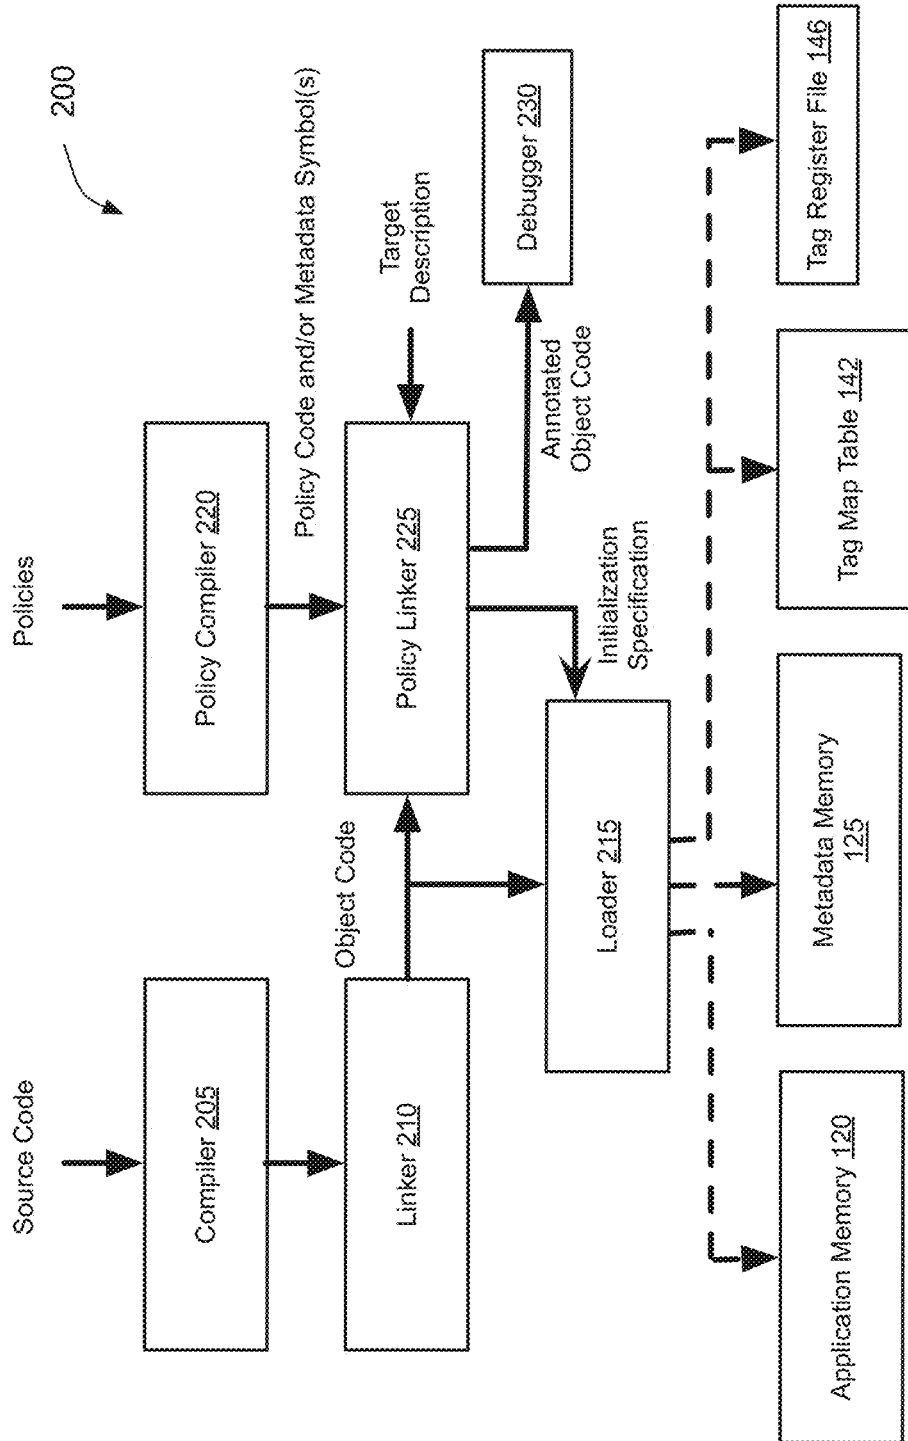 200
Source Code
Policies
Compiler 205
Policy Compiler 220
Policy Code and/or Metadata Symbol(s)
Linker 210
Object Code
Policy Linker 225
Target
Description
Loader 215
Initialization
Specification
Annotated
Object Code
Debugger 230
Application Memory 120
Metadata Memory
125
Tag Map Table 142
Tag Register File 146